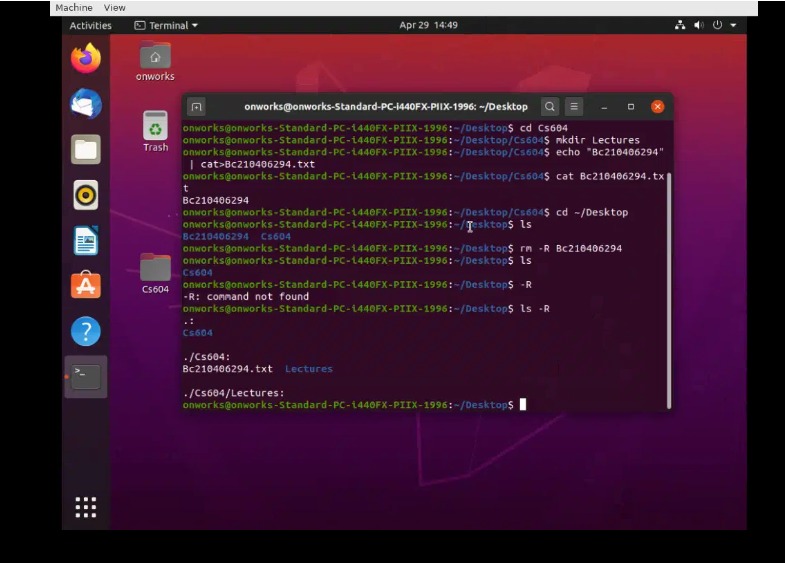 Machine View
Activities Terminal Apr 29 14:49
onworks
Trash
Cs604
onworks@onworks-Standard-PC-i440FX-PIIX-1996: ~/Desktop
onworks@onworks-Standard-PC-i440FX-PIIX-1996:~/Desktop$ cd Cs604
onworks@onworks-Standard-PC-i440FX-PIIX-1996:~/Desktop/Cs604$ mkdir Lectures
onworks@onworks-Standard-PC-i440FX-PIIX-1996:~/Desktop/Cs604$ echo "Bc210406294"
| cat>Bc210406294.txt
onworks@onworks-Standard-PC-i440FX-PIIX-1996:~/Desktop/Cs604$ cat Bc210406294.tx
t
Bc210406294
onworks@onworks-Standard-PC-i440FX-PIIX-1996:~/Desktop/Cs604$ cd ~/Desktop
onworks@onworks-Standard-PC-i440FX-PIIX-1996:~/Desktop$ ls
Bc210406294 Cs604
onworks@onworks-Standard-PC-i440FX-PIIX-1996:~/Desktop$ rm -R Bc210406294
onworks@onworks-Standard-PC-i440FX-PIIX-1996:~/Desktop$ ls
Cs604
onworks@onworks-Standard-PC-i440FX-PIIX-1996:~/Desktop$ -R
-R: command not found
onworks@onworks-Standard-PC-i440FX-PIIX-1996:~/Desktop$ ls -R
.:
Cs604
./Cs604:
Bc210406294.txt Lectures
./Cs604/Lectures:
onworks@onworks-Standard-PC-i440FX-PIIX-1996:~/Desktop$